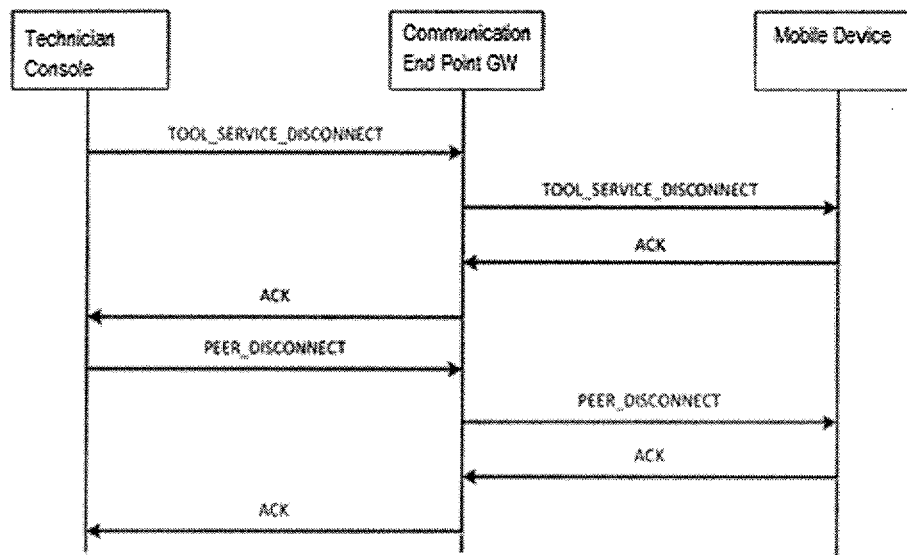 Technician
Console
Communication
End Point GW
Mobile Device
TOOL_SERVICE_DISCONNECT
TOOL_SERVICE_DISCONNECT
ACK
ACK
PEER_DISCONNECT
PEER_DISCONNECT
ACK
ACK